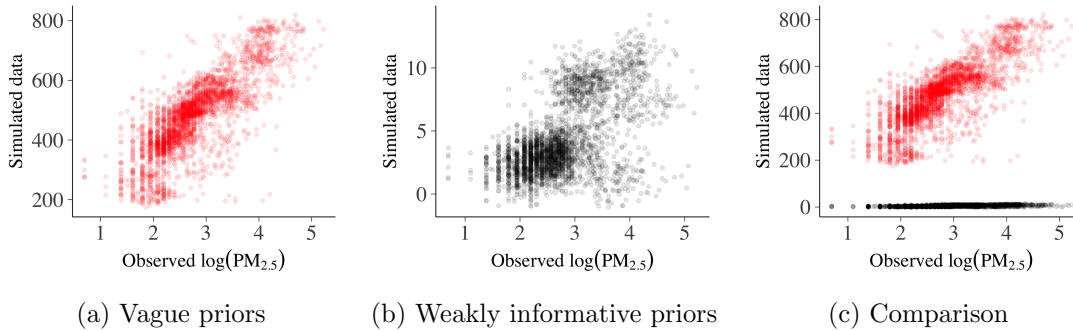 800
600
400
200
Simulated data
1 2 3 4 5
Observed log(PM2.5)
(a) Vague priors
10
5
0
Simulated data
1 2 3 4 5
Observed log(PM2.5)
(b) Weakly informative priors
800
600
400
200
0
Simulated data
1 2 3 4 5
Observed log(PM2.5)
(c) Comparison